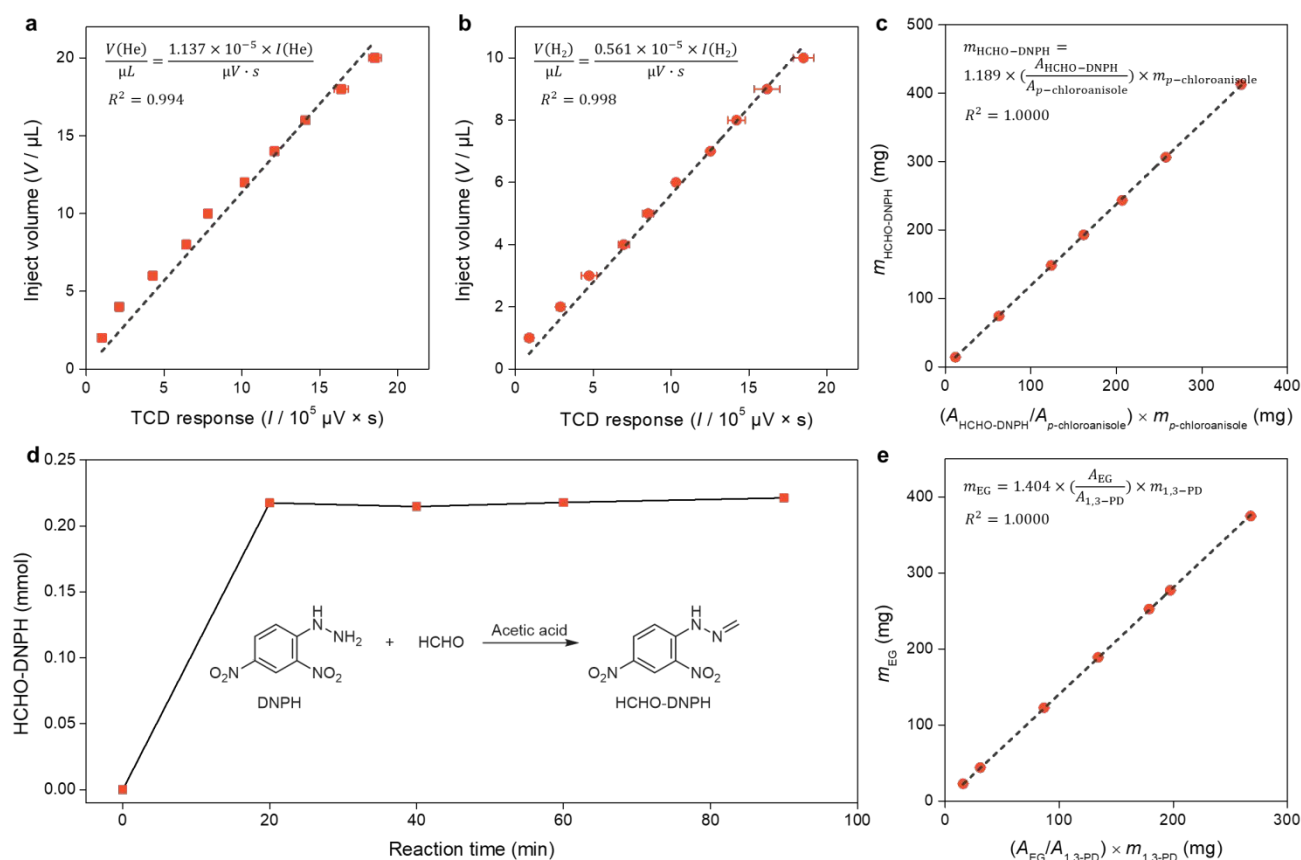 a
V(He)/μL = 1.137 × 10⁻⁵ × I(He)/μV · s
R² = 0.994
20
15
10
5
0
Inject volume (V / μL)
0 5 10 15 20
TCD response (I / 10⁵ μV × s)
b
V(H₂)/μL = 0.561 × 10⁻⁵ × I(H₂)/μV · s
R² = 0.998
10
8
6
4
2
0
Inject volume (V / μL)
0 5 10 15 20
TCD response (I / 10⁵ μV × s)
c
m_HCHO−DNPH =
1.189 × (A_HCHO−DNPH/A_p−chloroanisole) × m_p−chloroanisole
R² = 1.0000
500
400
300
200
100
0
m_HCHO-DNPH (mg)
0 100 200 300 400
(A_HCHO-DNPH/A_p-chloroanisole) × m_p-chloroanisole (mg)
d
0.25
0.20
0.15
0.10
0.05
0.00
HCHO-DNPH (mmol)
H
N
NH₂
O₂N
NO₂
DNPH
+
HCHO
Acetic acid
H
N
N
O₂N
NO₂
HCHO-DNPH
0 20 40 60 80 100
Reaction time (min)
e
m_EG = 1.404 × (A_EG/A_1,3−PD) × m_1,3−PD
R² = 1.0000
400
300
200
100
0
m_EG (mg)
0 100 200 300
(A_EG/A_1,3-PD) × m_1,3-PD (mg)